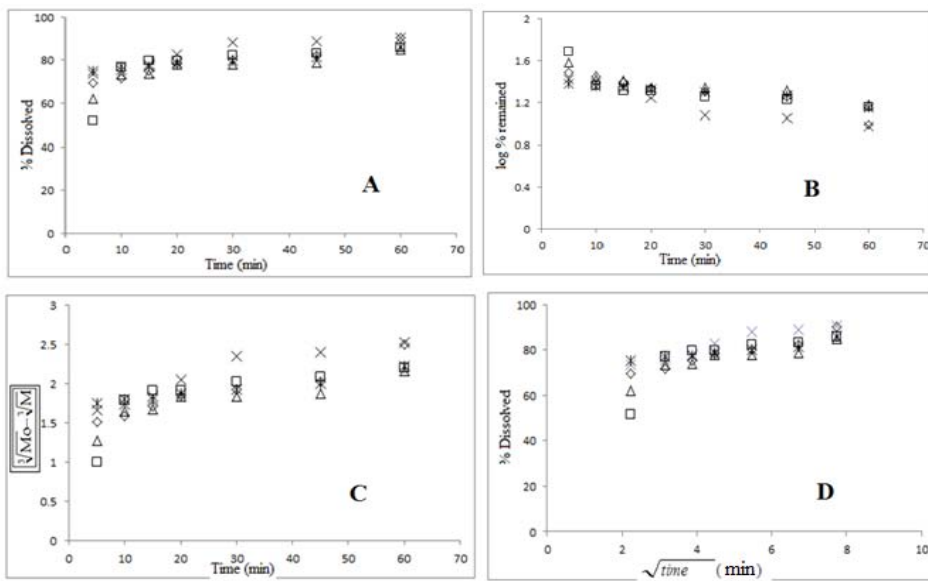 100
80
60
40
20
0
% Dissolved
A
0 10 20 30 40 50 60 70
Time (min)
2
1.6
1.2
0.8
0.4
0
log % remained
B
0 10 20 30 40 50 60 70
Time (min)
3
2.5
2
1.5
1
0.5
0
∛Mo-∛M
C
0 10 20 30 40 50 60 70
Time (min)
100
80
60
40
20
0
% Dissolved
D
0 2 4 6 8 10
√time (min)